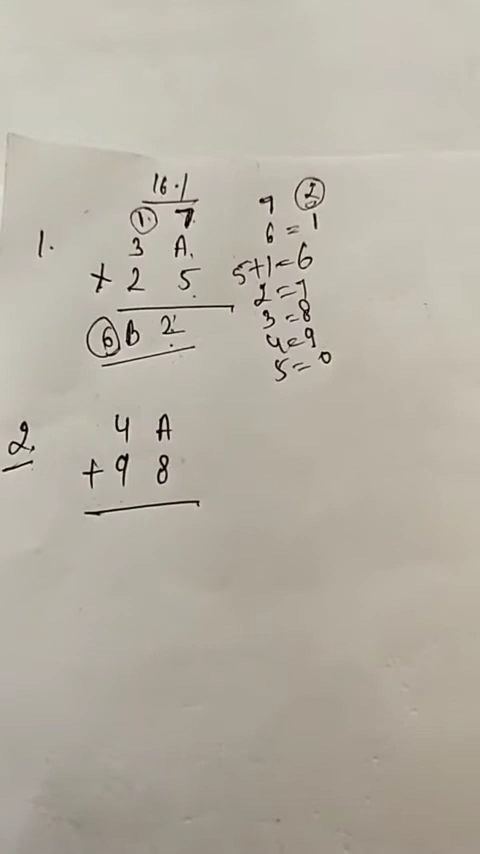 16.1
1. 7
1.
3 A.
+ 2 5
6 B 2
9 2
6 = 1
5+1=6
2=7
3=8
4=9
5=0
2.
4 A
+ 9 8